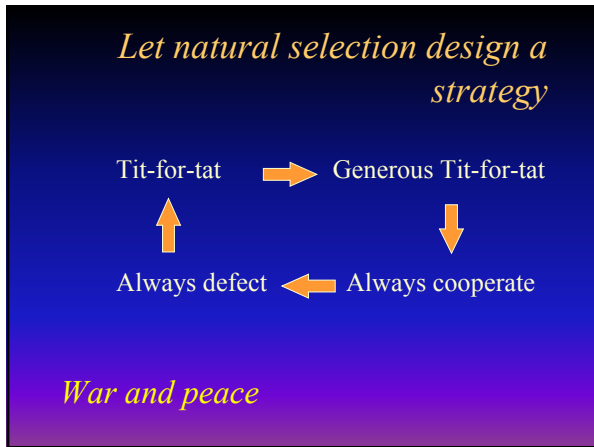 Let natural selection design a
strategy
Tit-for-tat Generous Tit-for-tat
Always defect Always cooperate
War and peace